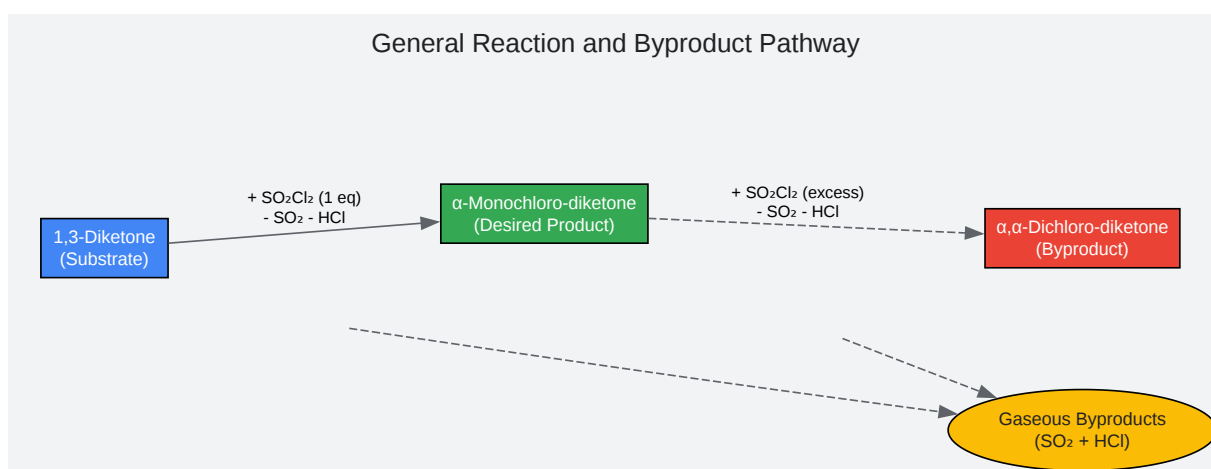 General Reaction and Byproduct Pathway
+ SO₂Cl₂ (1 eq)
- SO₂ - HCl
+ SO₂Cl₂ (excess)
- SO₂ - HCl
1,3-Diketone
(Substrate)
α-Monochloro-diketone
(Desired Product)
α,α-Dichloro-diketone
(Byproduct)
Gaseous Byproducts
(SO₂ + HCl)